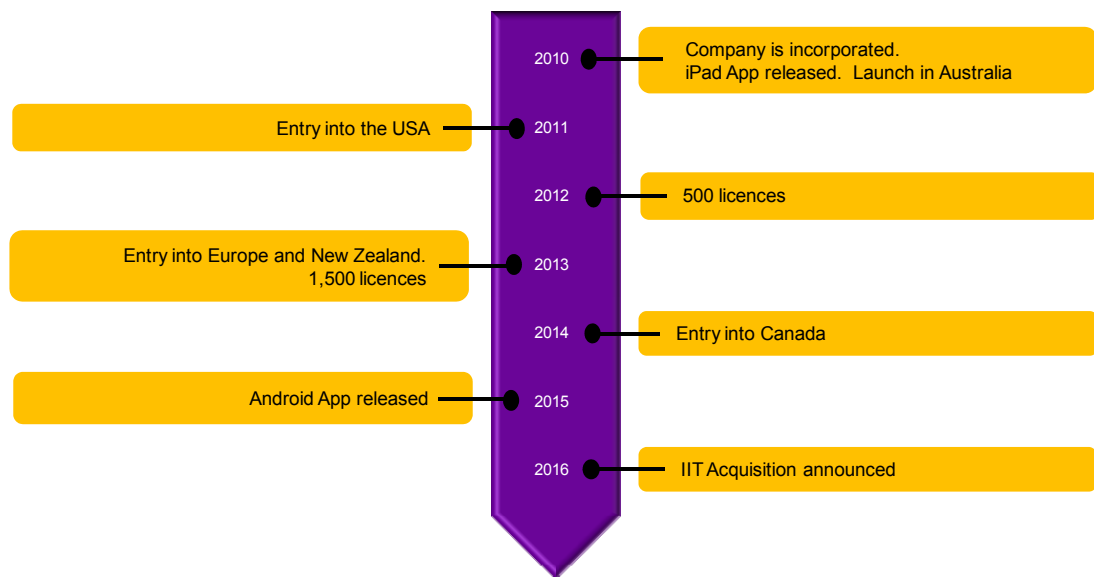 2010
Company is incorporated.
iPad App released. Launch in Australia
Entry into the USA
2011
2012
500 licences
Entry into Europe and New Zealand.
1,500 licences
2013
2014
Entry into Canada
Android App released
2015
2016
IIT Acquisition announced